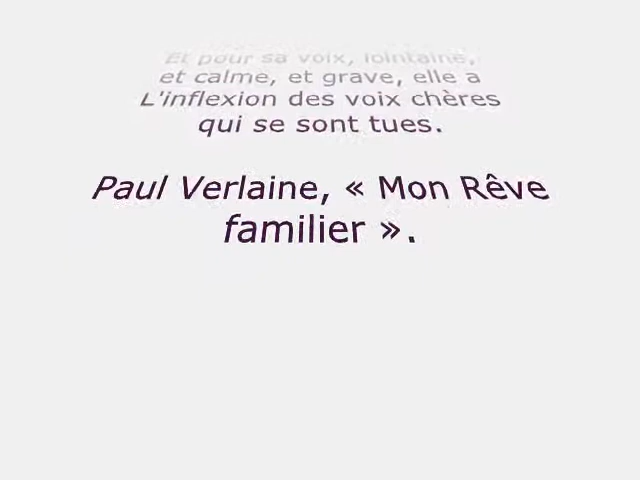 Et pour sa voix, lointaine,
et calme, et grave, elle a
L'inflexion des voix chères
qui se sont tues.
Paul Verlaine, « Mon Rêve
familier ».